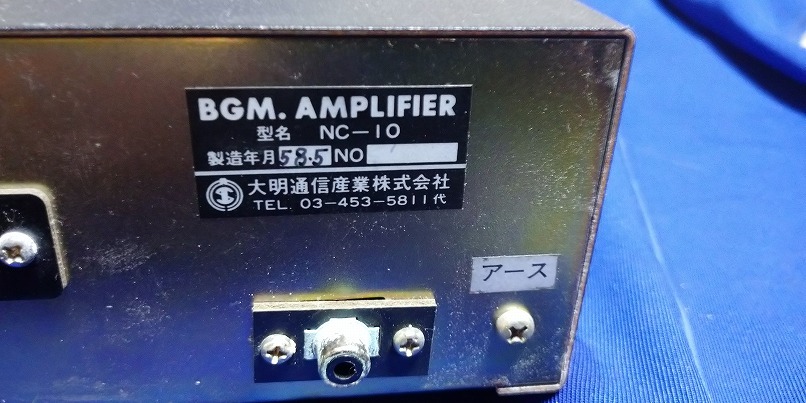 BGM. AMPLIFIER
型名 NC-10
製造年月 58.5 NO
大明通信産業株式会社
TEL. 03-453-5811代
アース